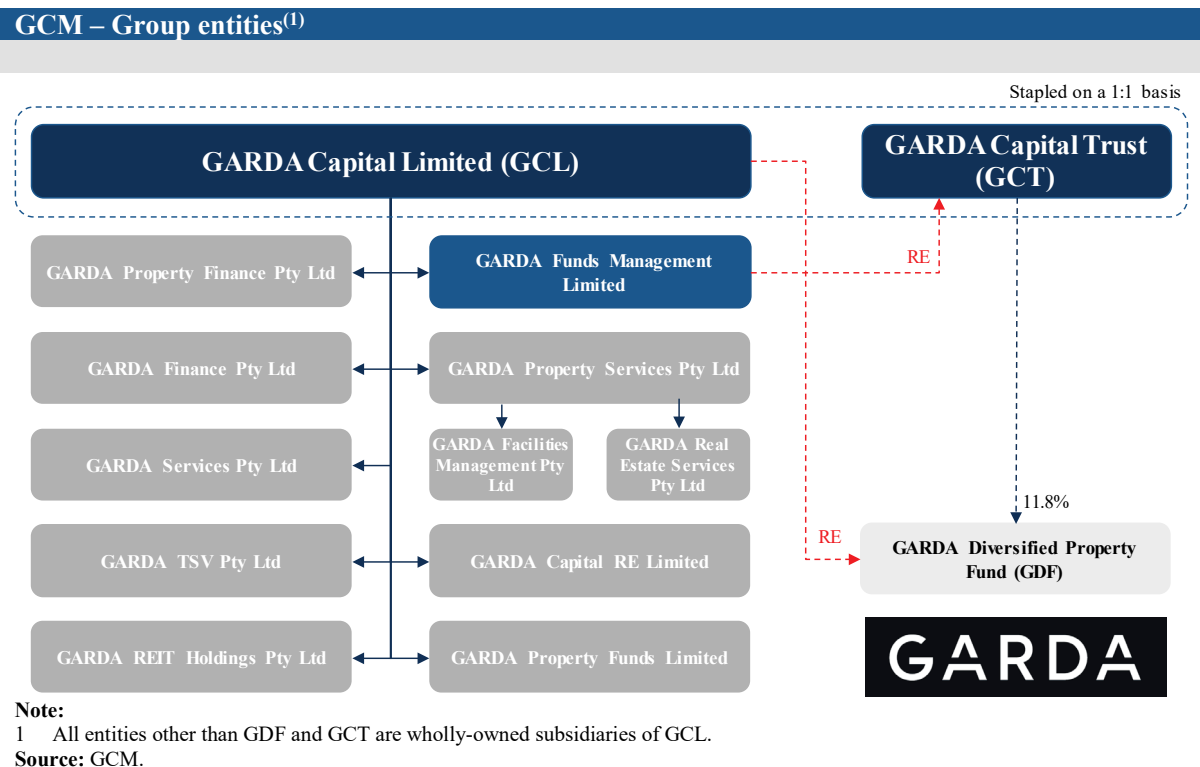 GCM – Group entities(1)
Stapled on a 1:1 basis
GARDA Capital Limited (GCL)
GARDA Capital Trust
(GCT)
GARDA Property Finance Pty Ltd
GARDA Funds Management
Limited
RE
GARDA Finance Pty Ltd
GARDA Property Services Pty Ltd
GARDA Services Pty Ltd
GARDA Facilities
Management Pty
Ltd
GARDA Real
Estate Services
Pty Ltd
11.8%
RE
GARDA TSV Pty Ltd
GARDA Capital RE Limited
GARDA Diversified Property
Fund (GDF)
GARDA REIT Holdings Pty Ltd
GARDA Property Funds Limited
GARDA
Note:
1 All entities other than GDF and GCT are wholly-owned subsidiaries of GCL.
Source: GCM.